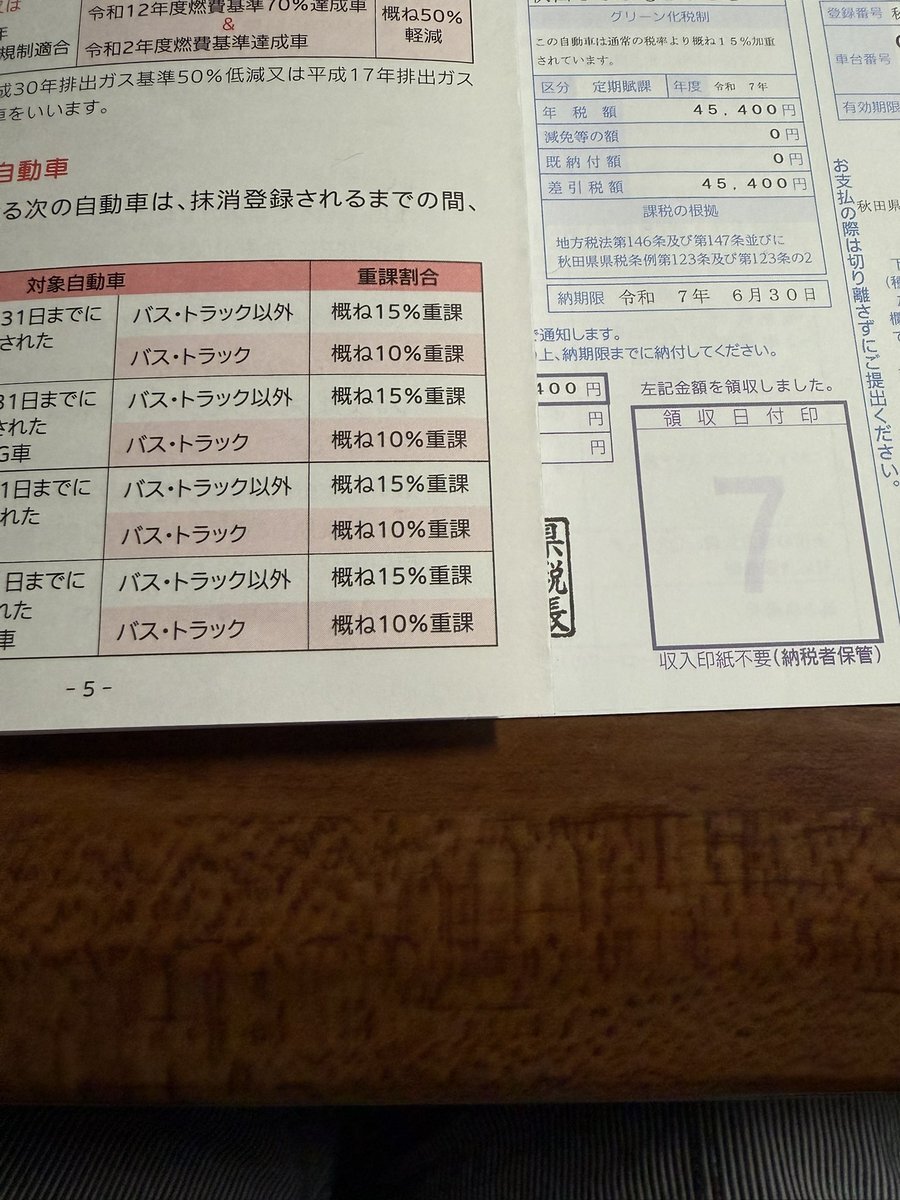 又は
令和12年度燃費基準70%達成車
&
令和2年度燃費基準達成車
規制適合
概ね50%
軽減
成30年排出ガス基準50%低減又は平成17年排出ガス
車をいいます。
自動車
る次の自動車は、抹消登録されるまでの間、
対象自動車 重課割合
31日までに
された
バス・トラック以外 概ね15%重課
バス・トラック 概ね10%重課
31日までに
された
G車
バス・トラック以外 概ね15%重課
バス・トラック 概ね10%重課
1日までに
れた
バス・トラック以外 概ね15%重課
バス・トラック 概ね10%重課
日までに
れた
車
バス・トラック以外 概ね15%重課
バス・トラック 概ね10%重課
- 5 -
グリーン化税制
この自動車は通常の税率より概ね15%加重
されています。
区分 定期賦課 年度 令和 7年
年税額 45,400円
減免等の額 0円
既納付額 0円
差引税額 45,400円
課税の根拠
地方税法第146条及び第147条並びに
秋田県県税条例第123条及び第123条の2
納期限 令和 7年 6月30日
で通知します。
上、納期限までに納付してください。
400円
円
円
左記金額を領収しました。
領収日付印
7
県税長
収入印紙不要(納税者保管)
お支払の際は切り離さずにご提出ください。
登録番号
車台番号
有効期限
秋田県